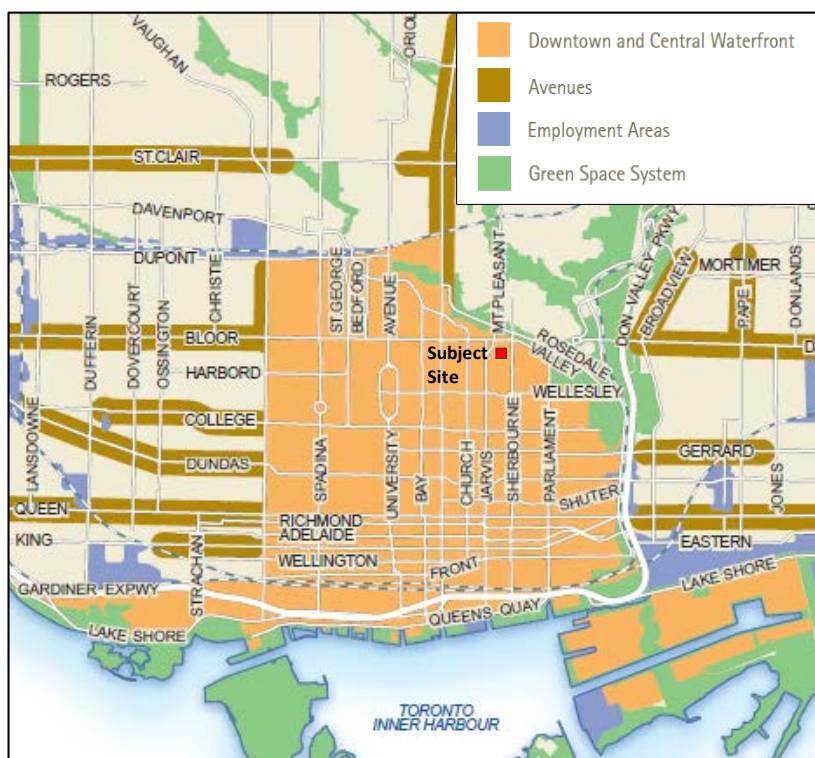 VAUGHAN
ORIOL
Downtown and Central Waterfront
Avenues
Employment Areas
Green Space System
ROGERS
ST.CLAIR
DAVENPORT
DUPONT
CHRISTIE
ST.GEORGE
BEDFORD
AVENUE
MT-PLEASANT
DON-VALLEY PKWY
BROADVIEW
MORTIMER
PAPE
DONLANDS
DUFFERIN
DOVERCOURT
OSSINGTON
BLOOR
HARBORD
Subject
Site
ROSEDALE
VALLEY
D
LANSDOWNE
WELLESLEY
COLLEGE
DUNDAS
SPADINA
UNIVERSITY
BAY
CHURCH
JARVIS
SHERBOURNE
PARLIAMENT
GERRARD
JONES
SHUTER
QUEEN
RICHMOND
ADELAIDE
KING
EASTERN
WELLINGTON
FRONT
STRACHAN
GARDINER EXPWY
LAKE SHORE
QUEENS QUAY
LAKE SHORE
TORONTO
INNER HARBOUR